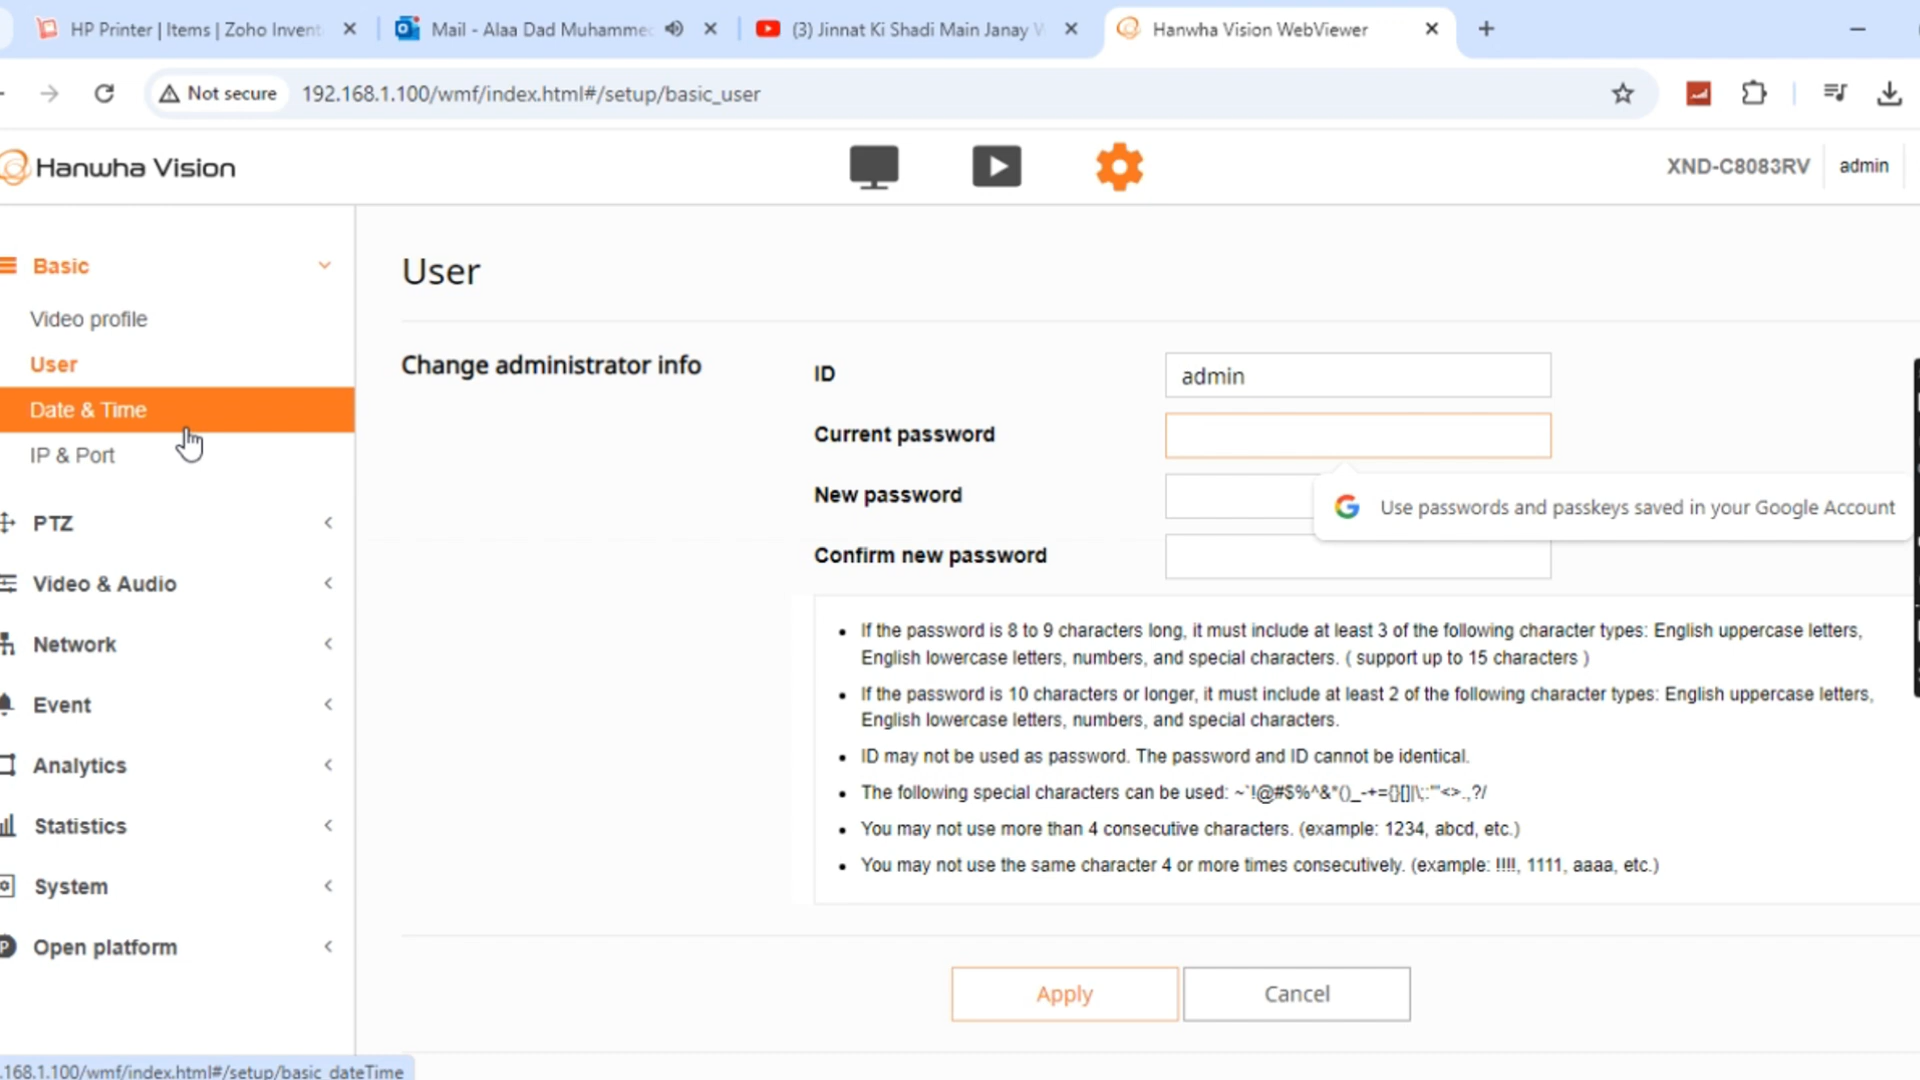 HP Printer | Items | Zoho Invent
Mail - Alaa Dad Muhammed
(3) Jinnat Ki Shadi Main Janay
Hanwha Vision WebViewer
Not secure
192.168.1.100/wmf/index.html#/setup/basic_user
Hanwha Vision
XND-C8083RV
admin
Basic
Video profile
User
Date & Time
IP & Port
PTZ
Video & Audio
Network
Event
Analytics
Statistics
System
Open platform
User
Change administrator info
ID
admin
Current password
New password
Use passwords and passkeys saved in your Google Account
Confirm new password
• If the password is 8 to 9 characters long, it must include at least 3 of the following character types: English uppercase letters,
English lowercase letters, numbers, and special characters. ( support up to 15 characters )
• If the password is 10 characters or longer, it must include at least 2 of the following character types: English uppercase letters,
English lowercase letters, numbers, and special characters.
• ID may not be used as password. The password and ID cannot be identical.
• The following special characters can be used: ~`!@#$%^&*()_-+={}[]|\;:'"<>.,?/
• You may not use more than 4 consecutive characters. (example: 1234, abcd, etc.)
• You may not use the same character 4 or more times consecutively. (example: !!!!, 1111, aaaa, etc.)
Apply
Cancel
.168.1.100/wmf/index.html#/setup/basic_dateTime